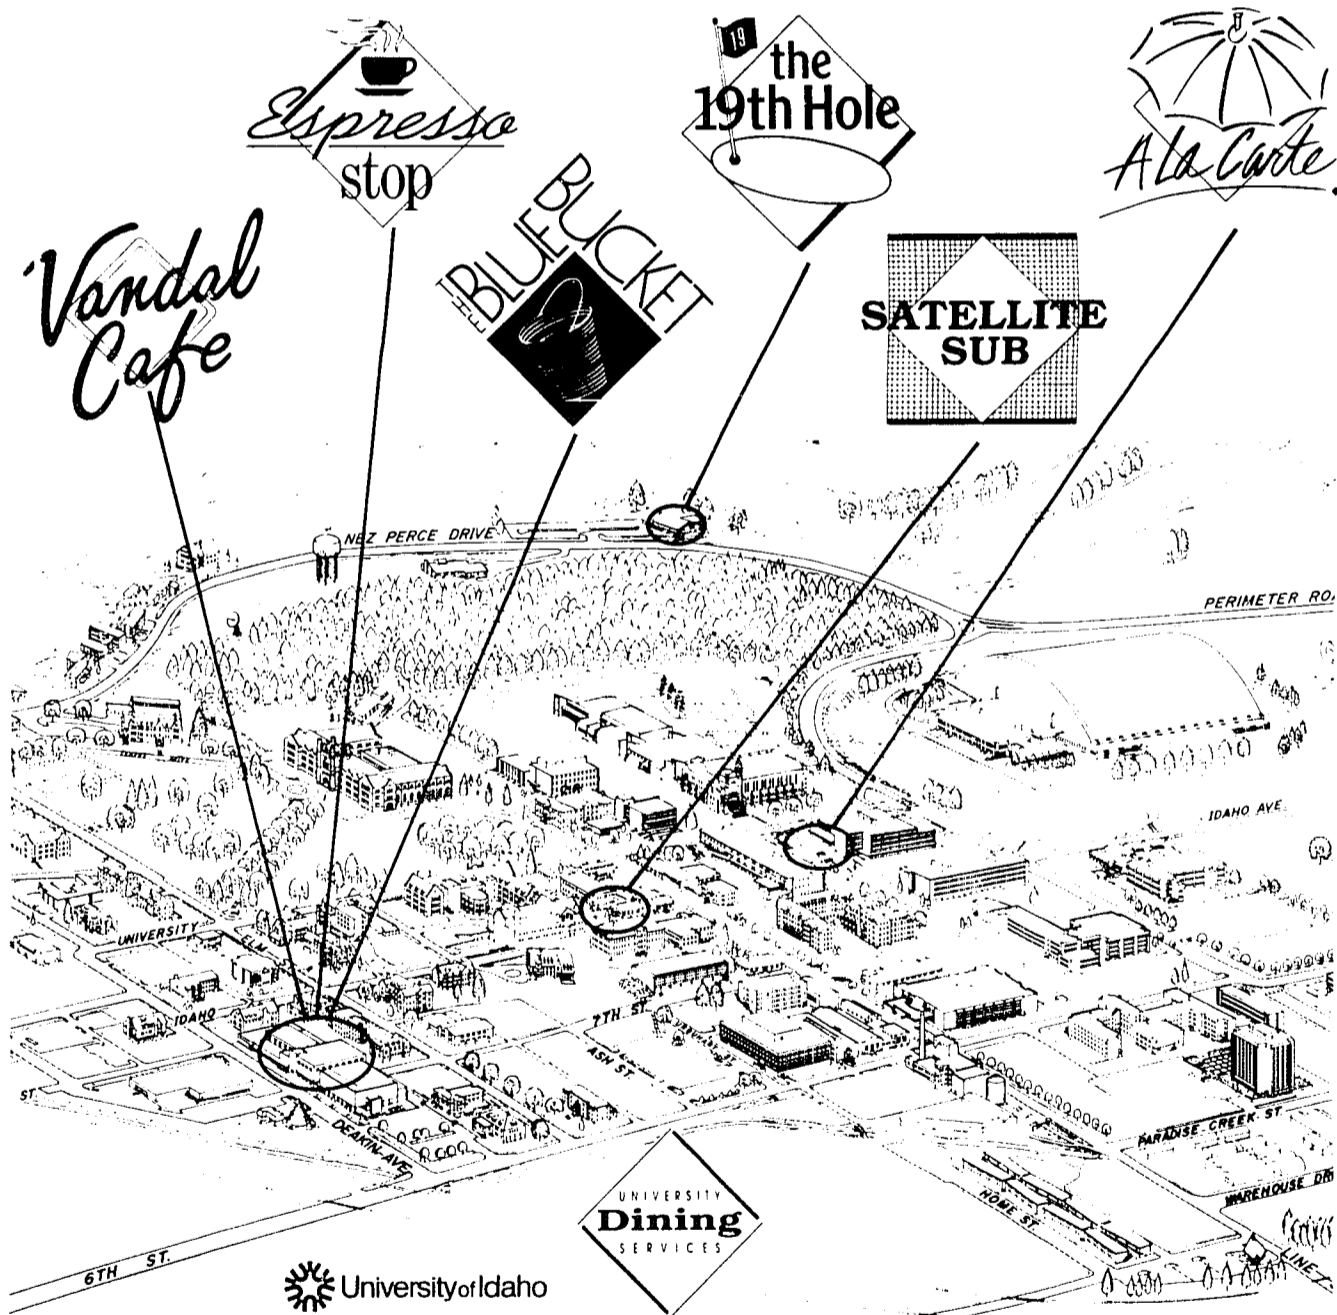 Espresso
stop
19
the
19th Hole
A La Carte
THE
BLUE
BUCKET
Vandal
Cafe
SATELLITE
SUB
NEZ PERCE DRIVE
PERIMETER RO
IDAHO AVE.
UNIVERSITY
ELM
IDAHO
7TH ST.
ASH ST.
ST.
DEAKIN AVE
PARADISE CREEK ST.
WAREHOUSE DR
HOME ST.
LINE
6TH ST.
UNIVERSITY
Dining
SERVICES
University of Idaho